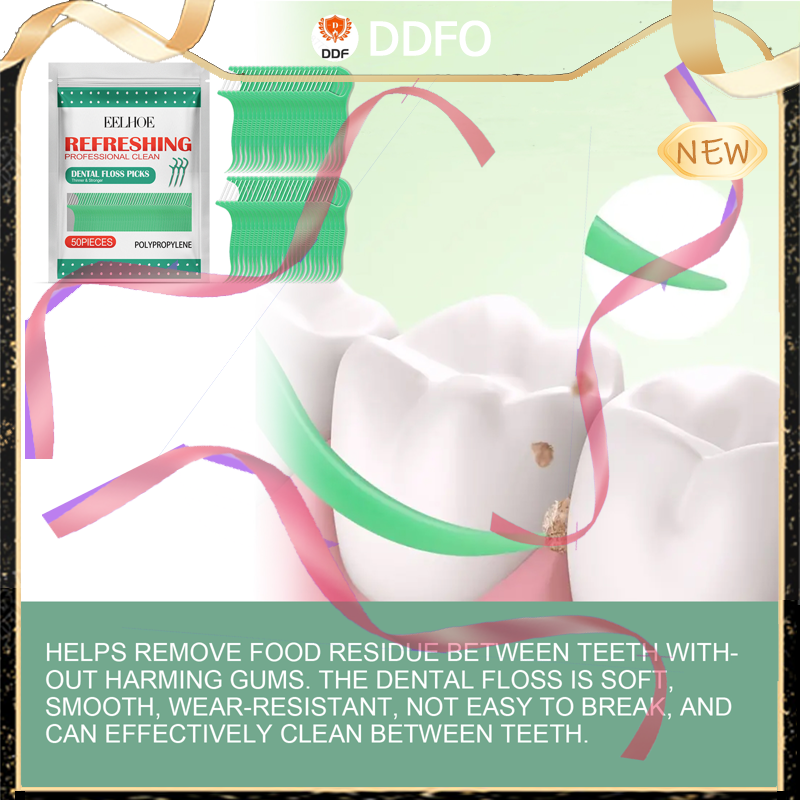 DDF
DDFO
EELHOE
REFRESHING
PROFESSIONAL CLEAN
DENTAL FLOSS PICKS
Thinner & Stronger
50PIECES
POLYPROPYLENE
NEW
HELPS REMOVE FOOD RESIDUE BETWEEN TEETH WITH-
OUT HARMING GUMS. THE DENTAL FLOSS IS SOFT,
SMOOTH, WEAR-RESISTANT, NOT EASY TO BREAK, AND
CAN EFFECTIVELY CLEAN BETWEEN TEETH.